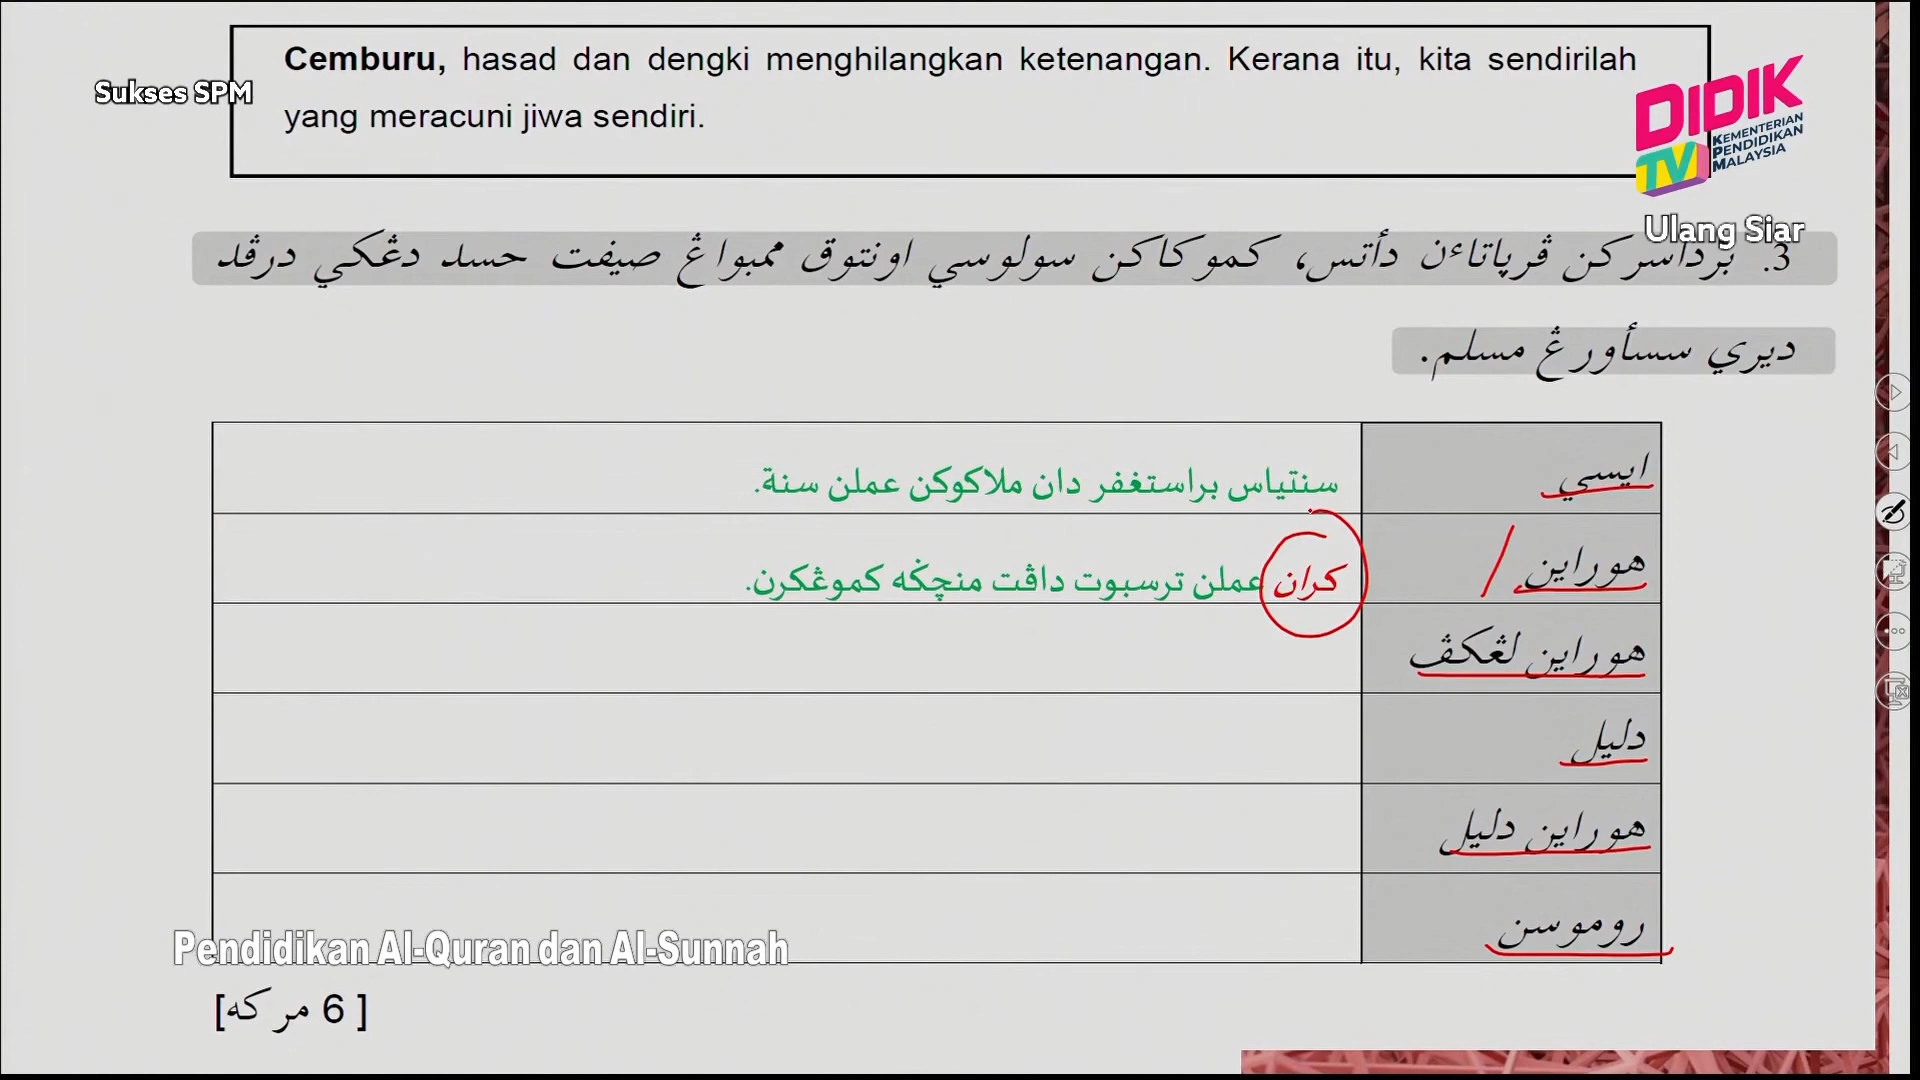 Cemburu, hasad dan dengki menghilangkan ketenangan. Kerana itu, kita sendirilah
yang meracuni jiwa sendiri.
Sukses SPM
DIDIK
TV
KEMENTERIAN
PENDIDIKAN
MALAYSIA
Ulang Siar
3. برداسرکن ڤرڽاتاءن دأتس، کموکاکن سولوسي اونتوق ممبواڠ صيفت حسد دڠکي درڤد
ديري سسأورڠ مسلم.
ايسي
سنتياس براستغفر دان ملاکوکن عملن سنة.
هوراين
کران عملن ترسبوت داڤت منچݢه کموڠکرن.
هوراين لڠکڤ
دليل
هوراين دليل
روموسن
Pendidikan Al-Quran dan Al-Sunnah
[ 6 مرکه]